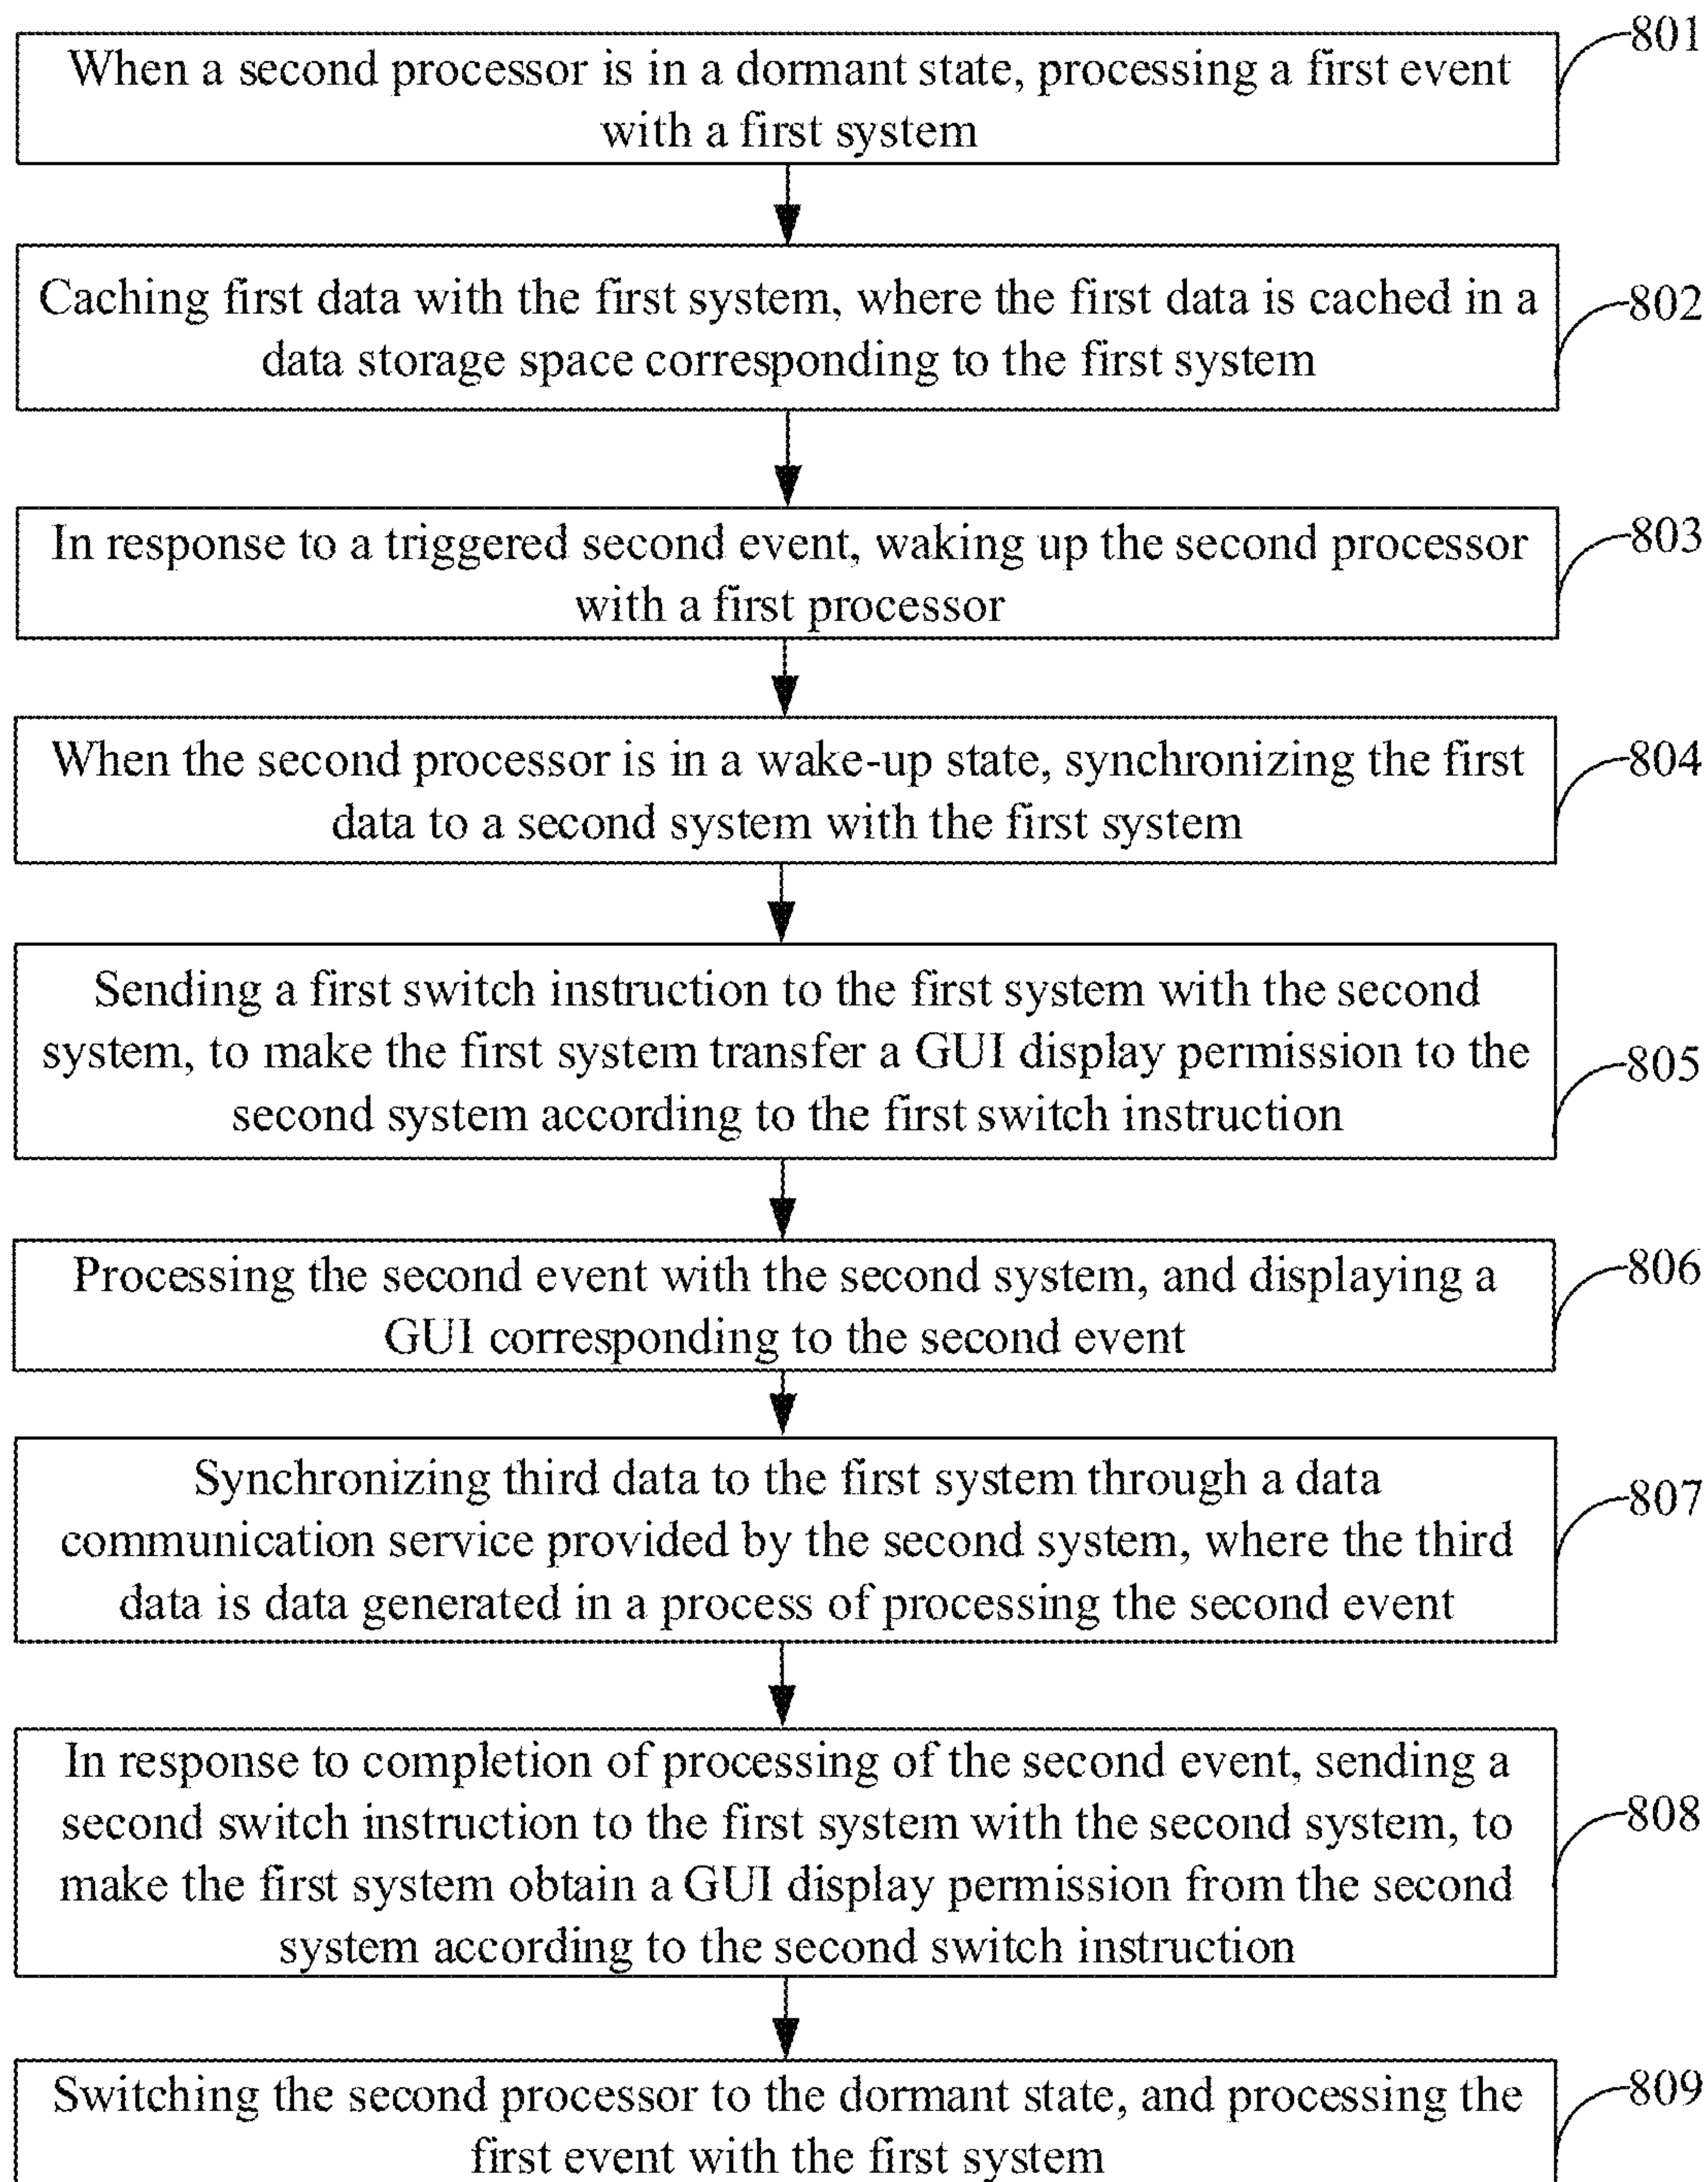 801
When a second processor is in a dormant state, processing a first event
with a first system
802
Caching first data with the first system, where the first data is cached in a
data storage space corresponding to the first system
803
In response to a triggered second event, waking up the second processor
with a first processor
804
When the second processor is in a wake-up state, synchronizing the first
data to a second system with the first system
805
Sending a first switch instruction to the first system with the second
system, to make the first system transfer a GUI display permission to the
second system according to the first switch instruction
806
Processing the second event with the second system, and displaying a
GUI corresponding to the second event
807
Synchronizing third data to the first system through a data
communication service provided by the second system, where the third
data is data generated in a process of processing the second event
808
In response to completion of processing of the second event, sending a
second switch instruction to the first system with the second system, to
make the first system obtain a GUI display permission from the second
system according to the second switch instruction
809
Switching the second processor to the dormant state, and processing the
first event with the first system